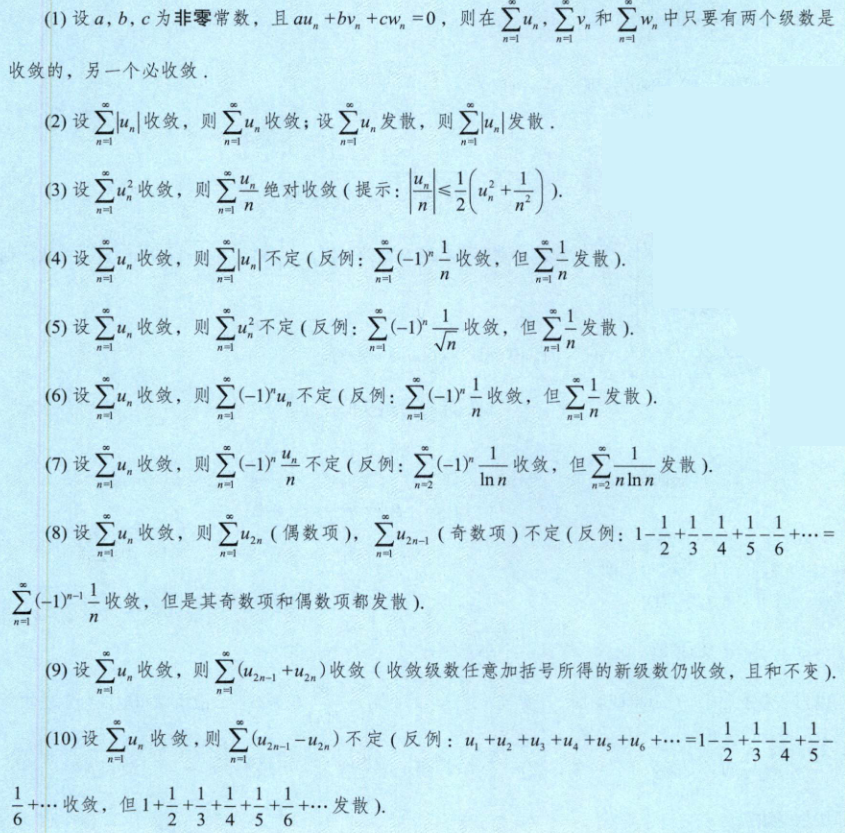 (1) 设 a, b, c 为非零常数，且 $au_n+bv_n+cw_n=0$，则在 $\sum_{n=1}^{\infty}u_n$, $\sum_{n=1}^{\infty}v_n$ 和 $\sum_{n=1}^{\infty}w_n$ 中只要有两个级数是
收敛的，另一个必收敛.
(2) 设 $\sum_{n=1}^{\infty}|u_n|$ 收敛，则 $\sum_{n=1}^{\infty}u_n$ 收敛；设 $\sum_{n=1}^{\infty}u_n$ 发散，则 $\sum_{n=1}^{\infty}|u_n|$ 发散.
(3) 设 $\sum_{n=1}^{\infty}u_n^2$ 收敛，则 $\sum_{n=1}^{\infty}\frac{u_n}{n}$ 绝对收敛 ( 提示：$\left|\frac{u_n}{n}\right|\leq\frac{1}{2}\left(u_n^2+\frac{1}{n^2}\right)$ ).
(4) 设 $\sum_{n=1}^{\infty}u_n$ 收敛，则 $\sum_{n=1}^{\infty}|u_n|$ 不定 ( 反例：$\sum_{n=1}^{\infty}(-1)^n\frac{1}{n}$ 收敛，但 $\sum_{n=1}^{\infty}\frac{1}{n}$ 发散 ).
(5) 设 $\sum_{n=1}^{\infty}u_n$ 收敛，则 $\sum_{n=1}^{\infty}u_n^2$ 不定 ( 反例：$\sum_{n=1}^{\infty}(-1)^n\frac{1}{\sqrt{n}}$ 收敛，但 $\sum_{n=1}^{\infty}\frac{1}{n}$ 发散 ).
(6) 设 $\sum_{n=1}^{\infty}u_n$ 收敛，则 $\sum_{n=1}^{\infty}(-1)^nu_n$ 不定 ( 反例：$\sum_{n=1}^{\infty}(-1)^n\frac{1}{n}$ 收敛，但 $\sum_{n=1}^{\infty}\frac{1}{n}$ 发散 ).
(7) 设 $\sum_{n=1}^{\infty}u_n$ 收敛，则 $\sum_{n=1}^{\infty}(-1)^n\frac{u_n}{n}$ 不定 ( 反例：$\sum_{n=2}^{\infty}(-1)^n\frac{1}{\ln n}$ 收敛，但 $\sum_{n=2}^{\infty}\frac{1}{n\ln n}$ 发散 ).
(8) 设 $\sum_{n=1}^{\infty}u_n$ 收敛，则 $\sum_{n=1}^{\infty}u_{2n}$ ( 偶数项 )，$\sum_{n=1}^{\infty}u_{2n-1}$ ( 奇数项 ) 不定 ( 反例：$1-\frac{1}{2}+\frac{1}{3}-\frac{1}{4}+\frac{1}{5}-\frac{1}{6}+\cdots=$
$\sum_{n=1}^{\infty}(-1)^{n-1}\frac{1}{n}$ 收敛，但是其奇数项和偶数项都发散 ).
(9) 设 $\sum_{n=1}^{\infty}u_n$ 收敛，则 $\sum_{n=1}^{\infty}(u_{2n-1}+u_{2n})$ 收敛 ( 收敛级数任意加括号所得的新级数仍收敛，且和不变 ).
(10) 设 $\sum_{n=1}^{\infty}u_n$ 收敛，则 $\sum_{n=1}^{\infty}(u_{2n-1}-u_{2n})$ 不定 ( 反例：$u_1+u_2+u_3+u_4+u_5+u_6+\cdots=1-\frac{1}{2}+\frac{1}{3}-\frac{1}{4}+\frac{1}{5}-$
$\frac{1}{6}+\cdots$ 收敛，但 $1+\frac{1}{2}+\frac{1}{3}+\frac{1}{4}+\frac{1}{5}+\frac{1}{6}+\cdots$ 发散 ).